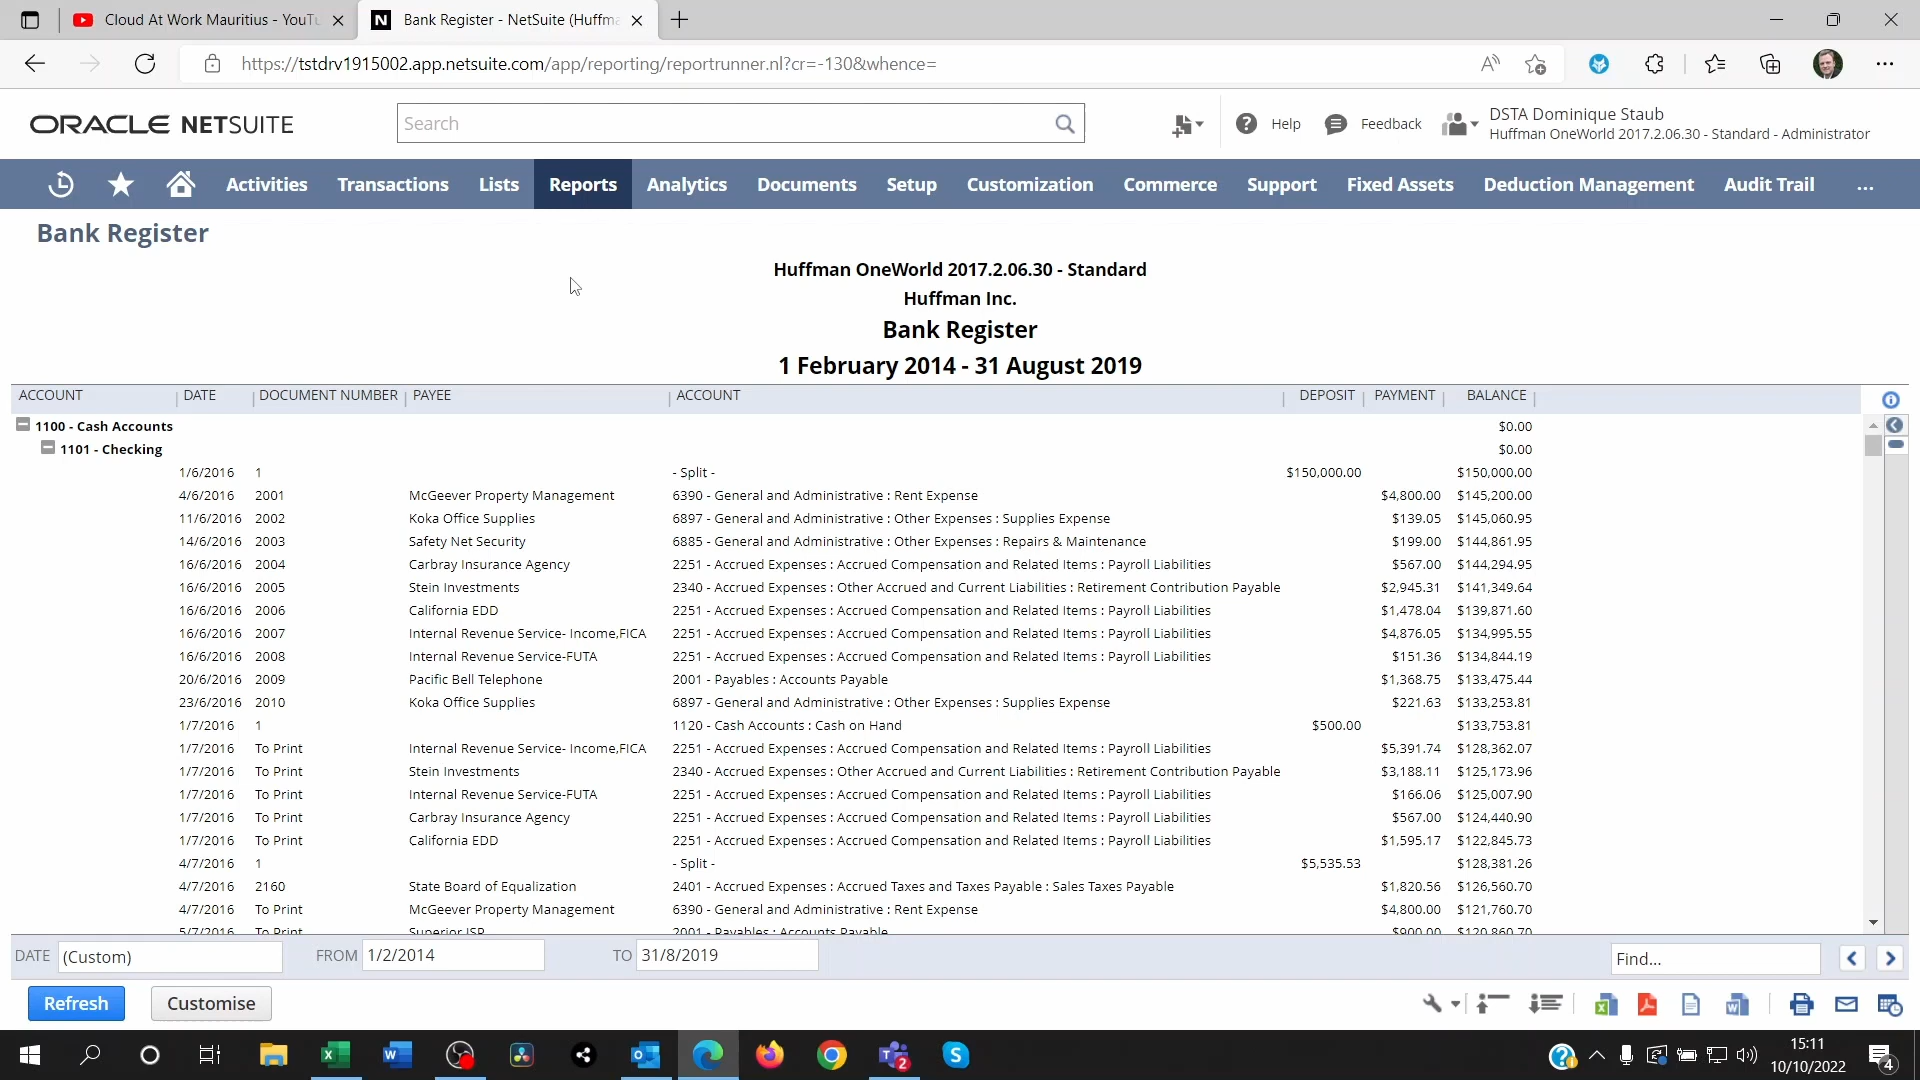 Cloud At Work Mauritius - YouTu
Bank Register - NetSuite (Huffma
https://tstdrv1915002.app.netsuite.com/app/reporting/reportrunner.nl?cr=-130&whence=
ORACLE NETSUITE
Search
Help
Feedback
DSTA Dominique Staub
Huffman OneWorld 2017.2.06.30 - Standard - Administrator
Activities Transactions Lists Reports Analytics Documents Setup Customization Commerce Support Fixed Assets Deduction Management Audit Trail ...
Bank Register
Huffman OneWorld 2017.2.06.30 - Standard
Huffman Inc.
Bank Register
1 February 2014 - 31 August 2019
ACCOUNT DATE DOCUMENT NUMBER PAYEE ACCOUNT DEPOSIT PAYMENT BALANCE
1100 - Cash Accounts $0.00
1101 - Checking $0.00
1/6/2016 1 - Split - $150,000.00 $150,000.00
4/6/2016 2001 McGeever Property Management 6390 - General and Administrative : Rent Expense $4,800.00 $145,200.00
11/6/2016 2002 Koka Office Supplies 6897 - General and Administrative : Other Expenses : Supplies Expense $139.05 $145,060.95
14/6/2016 2003 Safety Net Security 6885 - General and Administrative : Other Expenses : Repairs & Maintenance $199.00 $144,861.95
16/6/2016 2004 Carbray Insurance Agency 2251 - Accrued Expenses : Accrued Compensation and Related Items : Payroll Liabilities $567.00 $144,294.95
16/6/2016 2005 Stein Investments 2340 - Accrued Expenses : Other Accrued and Current Liabilities : Retirement Contribution Payable $2,945.31 $141,349.64
16/6/2016 2006 California EDD 2251 - Accrued Expenses : Accrued Compensation and Related Items : Payroll Liabilities $1,478.04 $139,871.60
16/6/2016 2007 Internal Revenue Service- Income,FICA 2251 - Accrued Expenses : Accrued Compensation and Related Items : Payroll Liabilities $4,876.05 $134,995.55
16/6/2016 2008 Internal Revenue Service-FUTA 2251 - Accrued Expenses : Accrued Compensation and Related Items : Payroll Liabilities $151.36 $134,844.19
20/6/2016 2009 Pacific Bell Telephone 2001 - Payables : Accounts Payable $1,368.75 $133,475.44
23/6/2016 2010 Koka Office Supplies 6897 - General and Administrative : Other Expenses : Supplies Expense $221.63 $133,253.81
1/7/2016 1 1120 - Cash Accounts : Cash on Hand $500.00 $133,753.81
1/7/2016 To Print Internal Revenue Service- Income,FICA 2251 - Accrued Expenses : Accrued Compensation and Related Items : Payroll Liabilities $5,391.74 $128,362.07
1/7/2016 To Print Stein Investments 2340 - Accrued Expenses : Other Accrued and Current Liabilities : Retirement Contribution Payable $3,188.11 $125,173.96
1/7/2016 To Print Internal Revenue Service-FUTA 2251 - Accrued Expenses : Accrued Compensation and Related Items : Payroll Liabilities $166.06 $125,007.90
1/7/2016 To Print Carbray Insurance Agency 2251 - Accrued Expenses : Accrued Compensation and Related Items : Payroll Liabilities $567.00 $124,440.90
1/7/2016 To Print California EDD 2251 - Accrued Expenses : Accrued Compensation and Related Items : Payroll Liabilities $1,595.17 $122,845.73
4/7/2016 1 - Split - $5,535.53 $128,381.26
4/7/2016 2160 State Board of Equalization 2401 - Accrued Expenses : Accrued Taxes and Taxes Payable : Sales Taxes Payable $1,820.56 $126,560.70
4/7/2016 To Print McGeever Property Management 6390 - General and Administrative : Rent Expense $4,800.00 $121,760.70
5/7/2016 To Print Superior ISP 2001 - Payables : Accounts Payable $900.00 $120,860.70
DATE (Custom) FROM 1/2/2014 TO 31/8/2019 Find...
Refresh Customise
15:11
10/10/2022
4
2